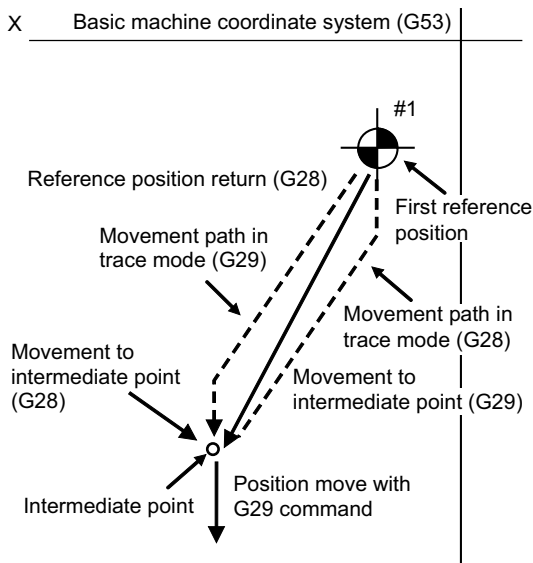 X
Basic machine coordinate system (G53)
#1
Reference position return (G28)
First reference
position
Movement path in
trace mode (G29)
Movement path in
trace mode (G28)
Movement to
intermediate point
(G28)
Movement to
intermediate point (G29)
Position move with
G29 command
Intermediate point